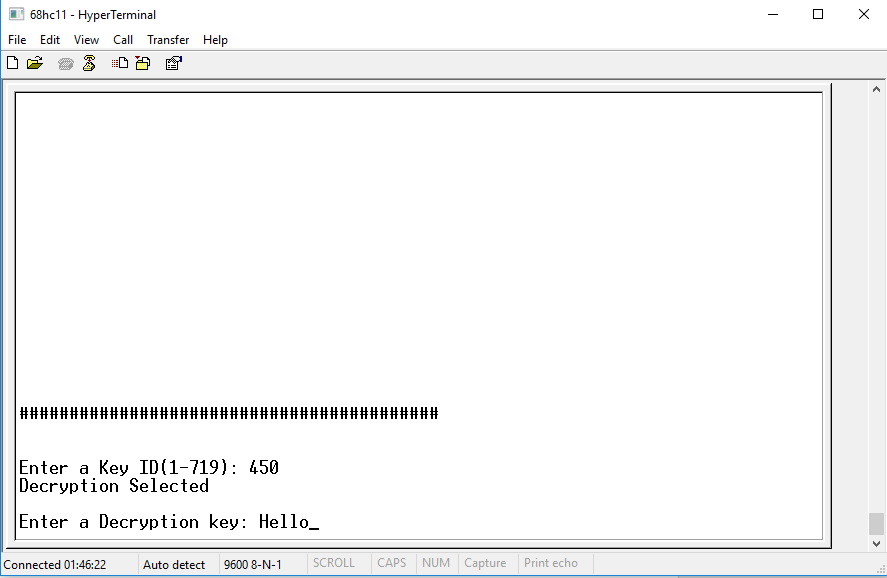 68hc11 - HyperTerminal
File Edit View Call Transfer Help
##########################################
Enter a Key ID(1-719): 450
Decryption Selected
Enter a Decryption key: Hello_
Connected 01:46:22 Auto detect 9600 8-N-1 SCROLL CAPS NUM Capture Print echo